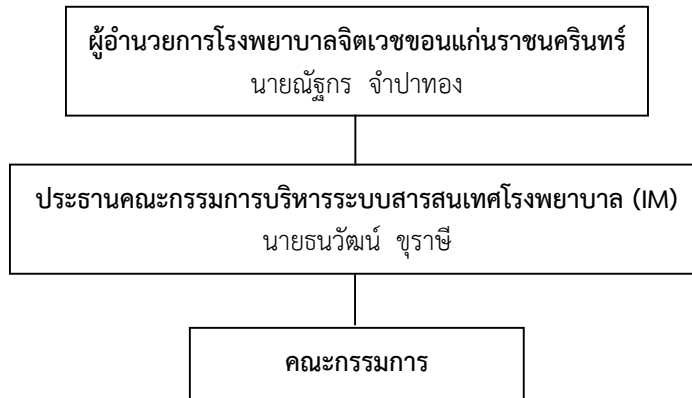 ผู้อำนวยการโรงพยาบาลจิตเวชขอนแก่นราชนครินทร์
นายณัฐกร จำปาทอง
ประธานคณะกรรมการบริหารระบบสารสนเทศโรงพยาบาล (IM)
นายธนวัฒน์ ขุราษี
คณะกรรมการ